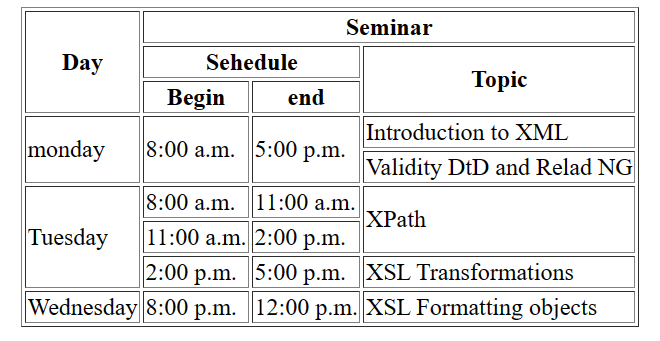 Seminar
Day
Sehedule
Topic
Begin end
monday 8:00 a.m. 5:00 p.m. Introduction to XML
Validity DtD and Relad NG
Tuesday 8:00 a.m. 11:00 a.m. XPath
11:00 a.m. 2:00 p.m.
2:00 p.m. 5:00 p.m. XSL Transformations
Wednesday 8:00 p.m. 12:00 p.m. XSL Formatting objects